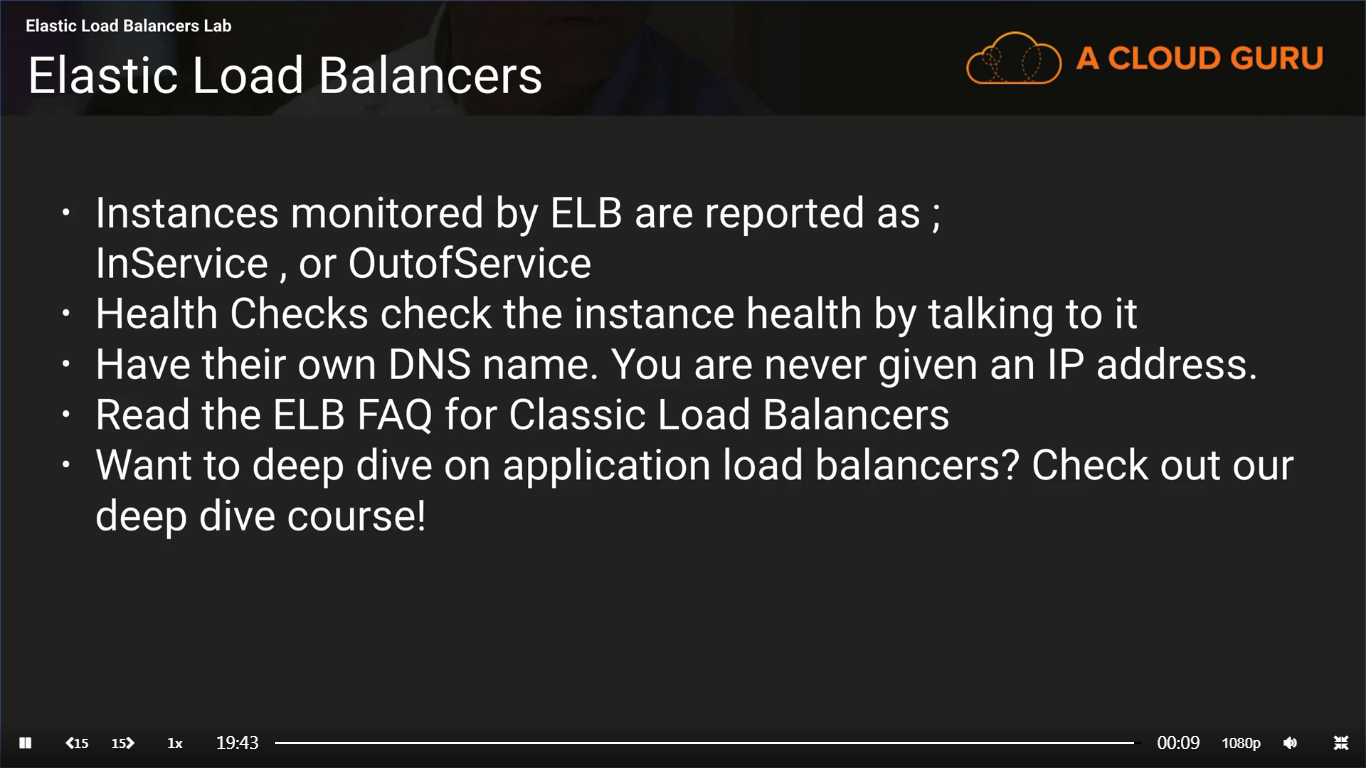 Elastic Load Balancers Lab
Elastic Load Balancers
A CLOUD GURU
• Instances monitored by ELB are reported as ;
InService , or OutofService
• Health Checks check the instance health by talking to it
• Have their own DNS name. You are never given an IP address.
• Read the ELB FAQ for Classic Load Balancers
• Want to deep dive on application load balancers? Check out our
deep dive course!
15 15 1x 19:43 00:09 1080p